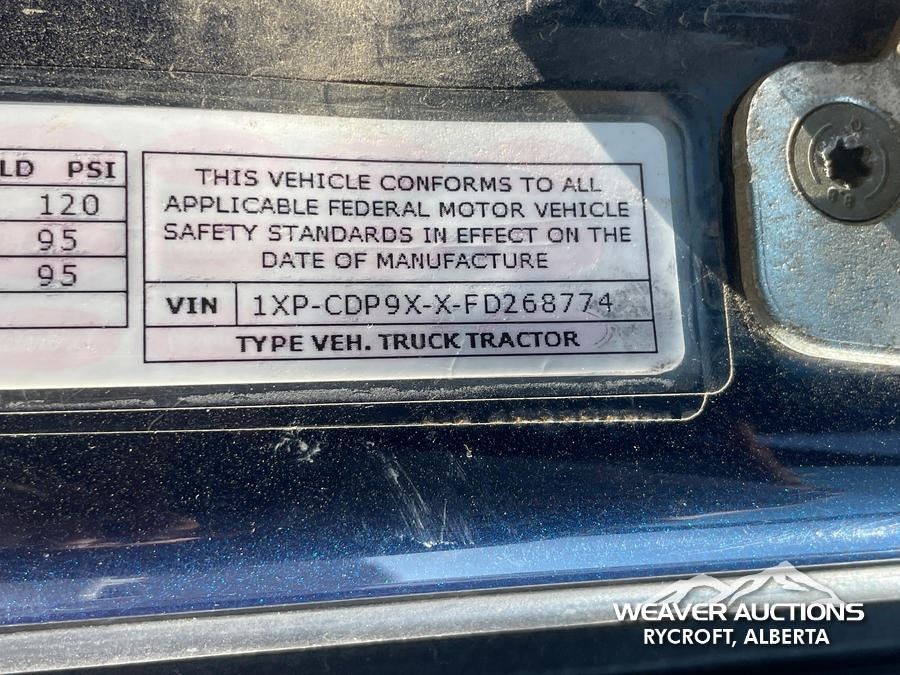 LD PSI
120
95
95
THIS VEHICLE CONFORMS TO ALL
APPLICABLE FEDERAL MOTOR VEHICLE
SAFETY STANDARDS IN EFFECT ON THE
DATE OF MANUFACTURE
VIN 1XP-CDP9X-X-FD268774
TYPE VEH. TRUCK TRACTOR
WEAVER AUCTIONS
RYCROFT, ALBERTA